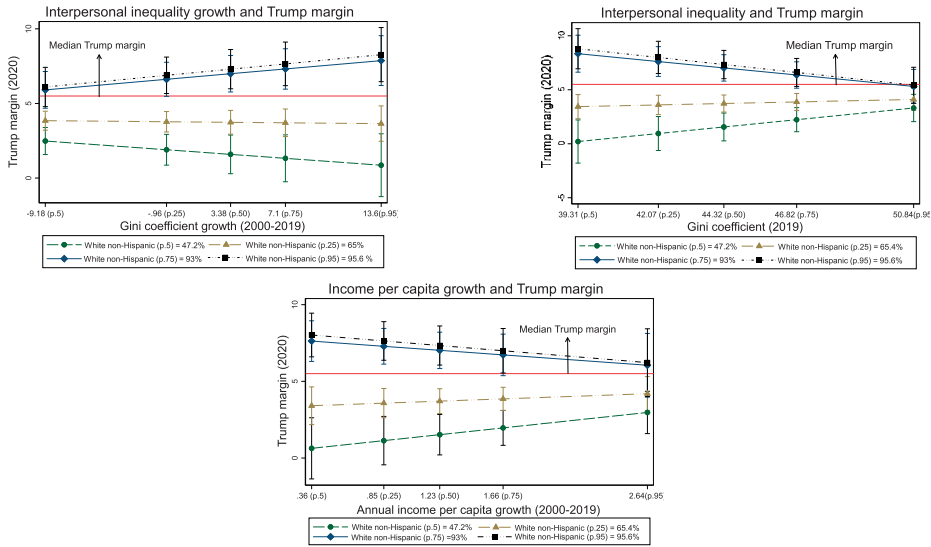 Interpersonal inequality growth and Trump margin
Trump margin (2020)
10
5
0
Median Trump margin
-9.18 (p.5)
-.96 (p.25)
3.38 (p.50)
7.1 (p.75)
13.6(p.95)
Gini coefficient growth (2000-2019)
White non-Hispanic (p.5) = 47.2%
White non-Hispanic (p.25) = 65%
White non-Hispanic (p.75) = 93%
White non-Hispanic (p.95) = 95.6 %
Interpersonal inequality and Trump margin
Trump margin (2020)
10
5
0
-5
Median Trump margin
39.31 (p.5)
42.07 (p.25)
44.32 (p.50)
46.82 (p.75)
50.84(p.95
Gini coefficient (2019)
White non-Hispanic (p.5) = 47.2%
White non-Hispanic (p.25) = 65.4%
White non-Hispanic (p.75) = 93%
White non-Hispanic (p.95) = 95.6%
Income per capita growth and Trump margin
Trump margin (2020)
10
5
0
Median Trump margin
.36 (p.5)
.85 (p.25)
1.23 (p.50)
1.66 (p.75)
2.64(p.95
Annual income per capita growth (2000-2019)
White non-Hispanic (p.5) = 47.2%
White non-Hispanic (p.25) = 65.4%
White non-Hispanic (p.75) =93%
White non-Hispanic (p.95) = 95.6%